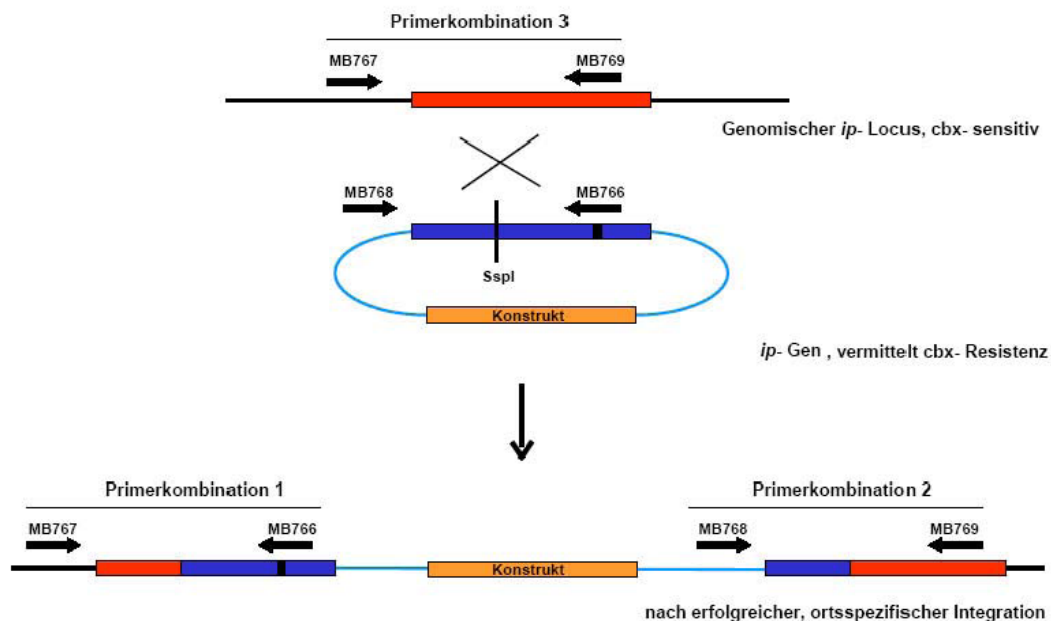 Primerkombination 3
MB767 MB769
Genomischer ip- Locus, cbx- sensitiv
MB768 MB766
SspI
Konstrukt
ip- Gen , vermittelt cbx- Resistenz
Primerkombination 1 Primerkombination 2
MB767 MB766 MB768 MB769
Konstrukt
nach erfolgreicher, ortsspezifischer Integration